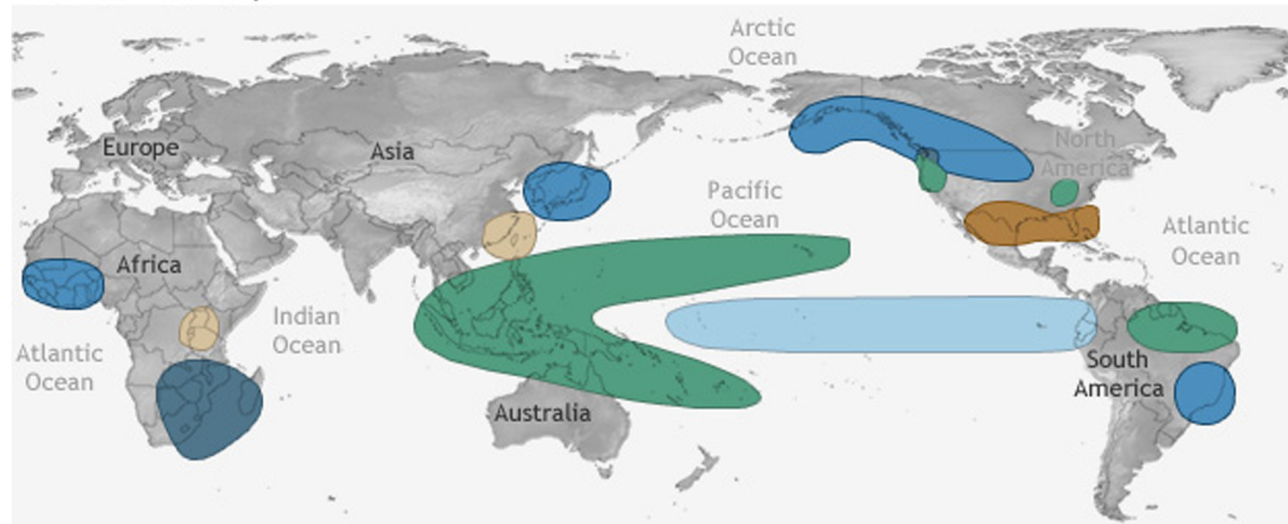 Arctic
Ocean
North
America
Europe
Asia
Pacific
Ocean
Atlantic
Ocean
Africa
Indian
Ocean
Atlantic
Ocean
South
America
Australia